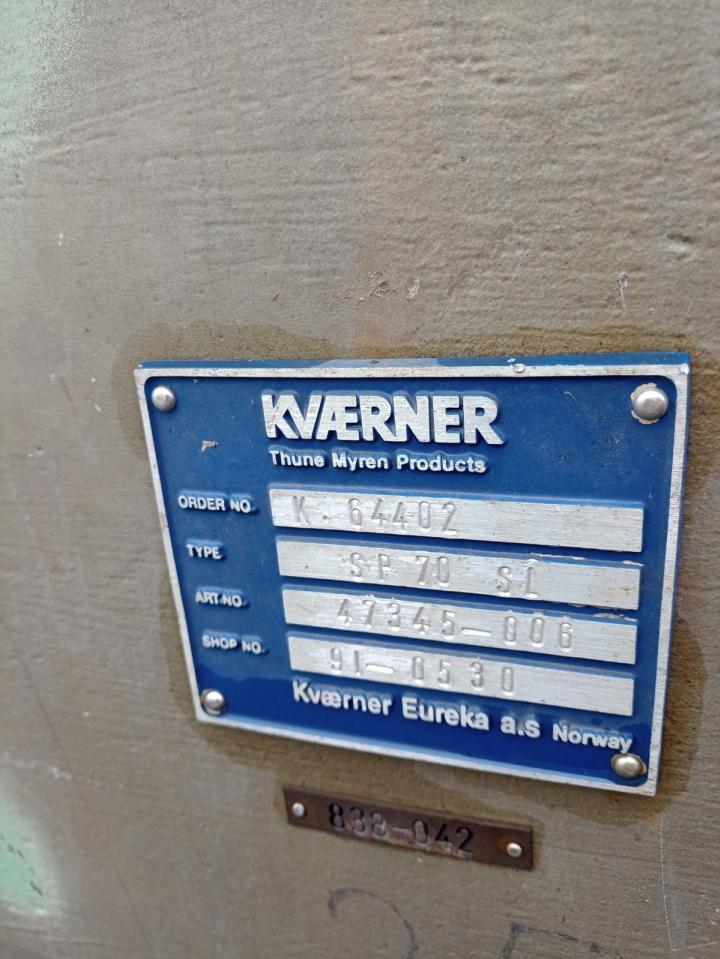 KVÆRNER
Thune Myren Products
ORDER NO. K. 64402
TYPE SP 70 SL
ART.NO. 47345-006
SHOP NO. 91-0530
Kværner Eureka a.s Norway
838-042